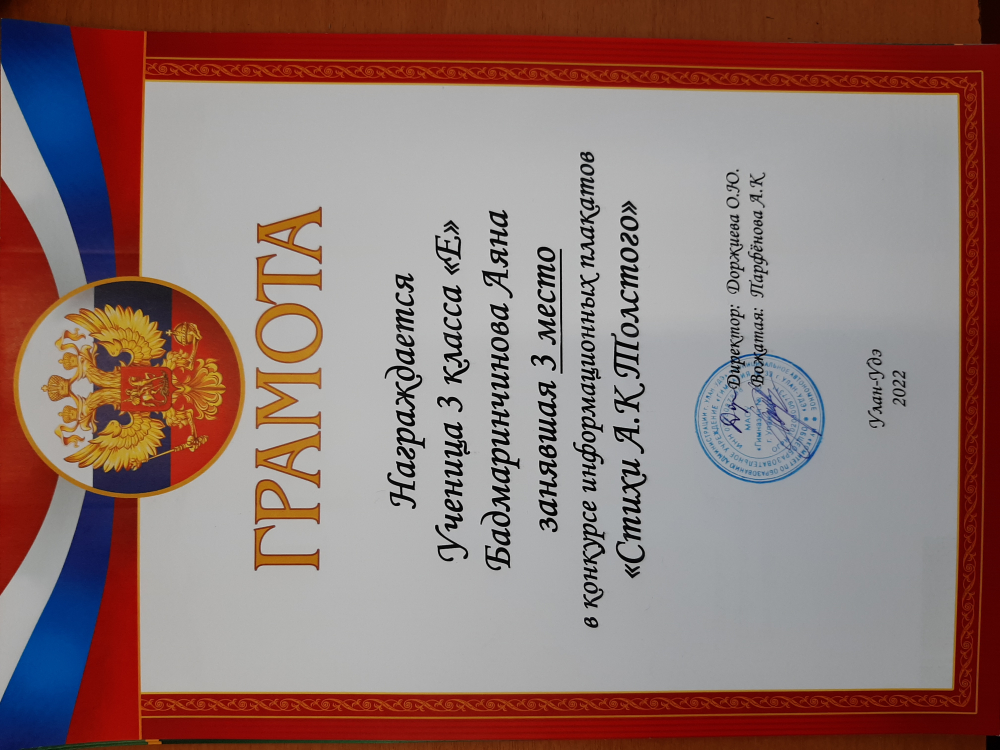 ГРАМОТА
Награждается
Ученица 3 класса «Е»
Бадмаринчинова Аяна
занявшая 3 место
в конкурсе информационных плакатов
«Стихи А.К.Толстого»
Директор: Доржиева О.Ю.
Вожатая: Парфёнова А.К
Улан-Удэ
2022